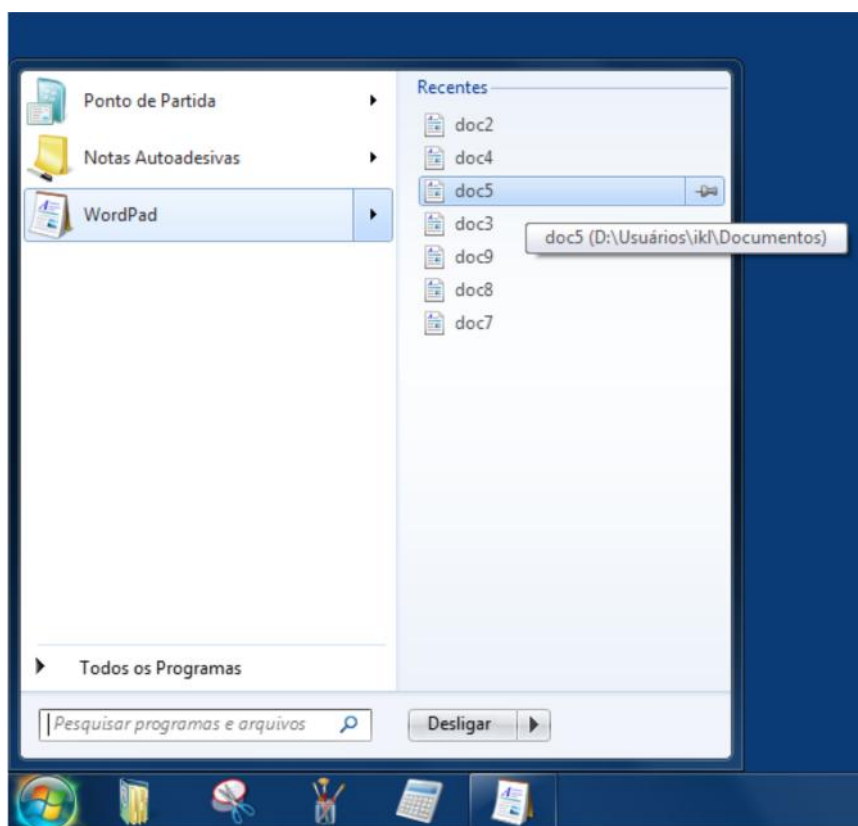 Ponto de Partida
Notas Autoadesivas
WordPad
Recentes
doc2
doc4
doc5
doc3
doc5 (D:\Usuários\ikl\Documentos)
doc9
doc8
doc7
Todos os Programas
Pesquisar programas e arquivos
Desligar